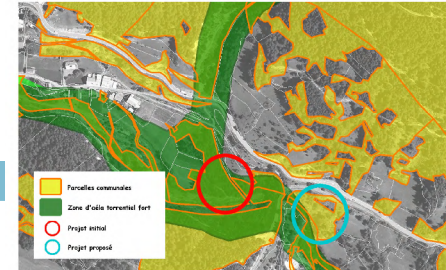 Parcelles communales
Zone d'aléa torrentiel fort
Projet initial
Projet proposé